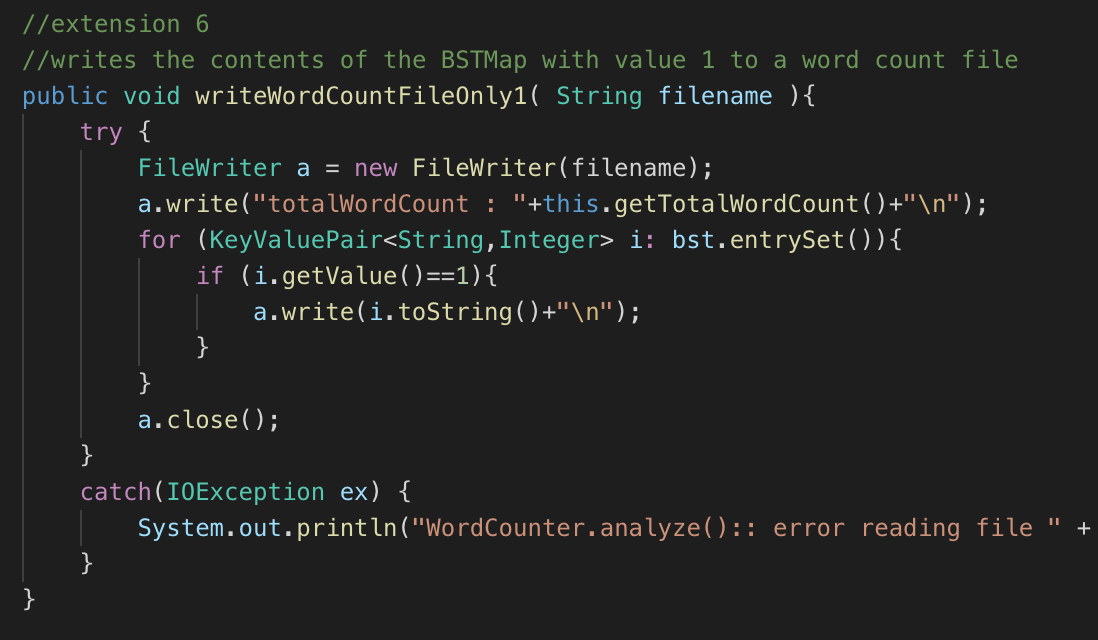 //extension 6
//writes the contents of the BSTMap with value 1 to a word count file
public void writeWordCountFileOnly1( String filename ){
    try {
        FileWriter a = new FileWriter(filename);
        a.write("totalWordCount : "+this.getTotalWordCount()+"\n");
        for (KeyValuePair<String,Integer> i: bst.entrySet()){
            if (i.getValue()==1){
                a.write(i.toString()+"\n");
            }
        }
        a.close();
    }
    catch(IOException ex) {
        System.out.println("WordCounter.analyze():: error reading file " +
    }
}